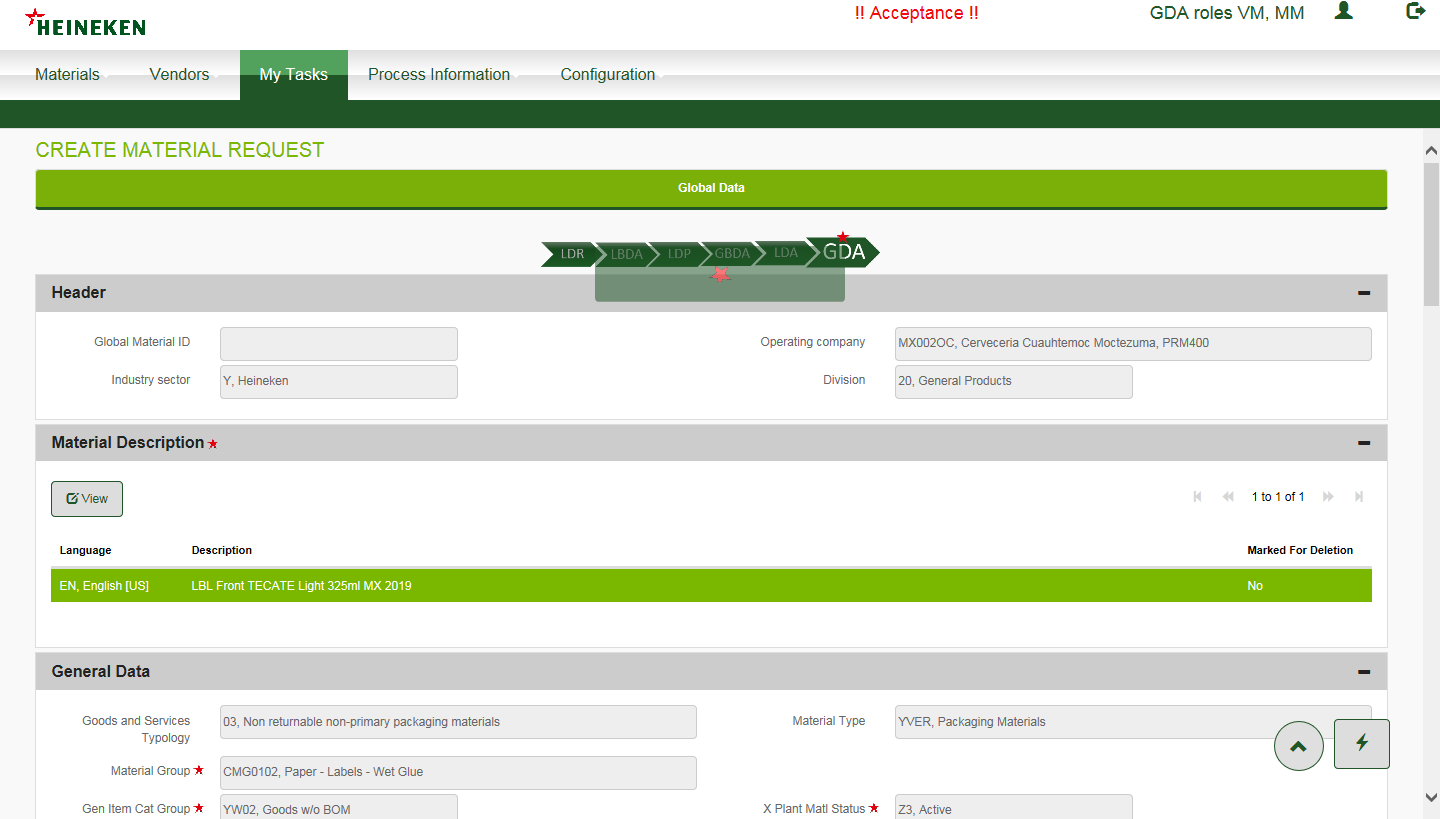 HEINEKEN
!! Acceptance !!
GDA roles VM, MM
Materials
Vendors
My Tasks
Process Information
Configuration
CREATE MATERIAL REQUEST
Global Data
LDR
LBDA
LDP
GBDA
LDA
GDA
Header
Global Material ID
Operating company
MX002OC, Cerveceria Cuauhtemoc Moctezuma, PRM400
Industry sector
Y, Heineken
Division
20, General Products
Material Description
View
1 to 1 of 1
Language
Description
Marked For Deletion
EN, English [US]
LBL Front TECATE Light 325ml MX 2019
No
General Data
Goods and Services
Typology
03, Non returnable non-primary packaging materials
Material Type
YVER, Packaging Materials
Material Group
CMG0102, Paper - Labels - Wet Glue
Gen Item Cat Group
YW02, Goods w/o BOM
X Plant Matl Status
Z3, Active